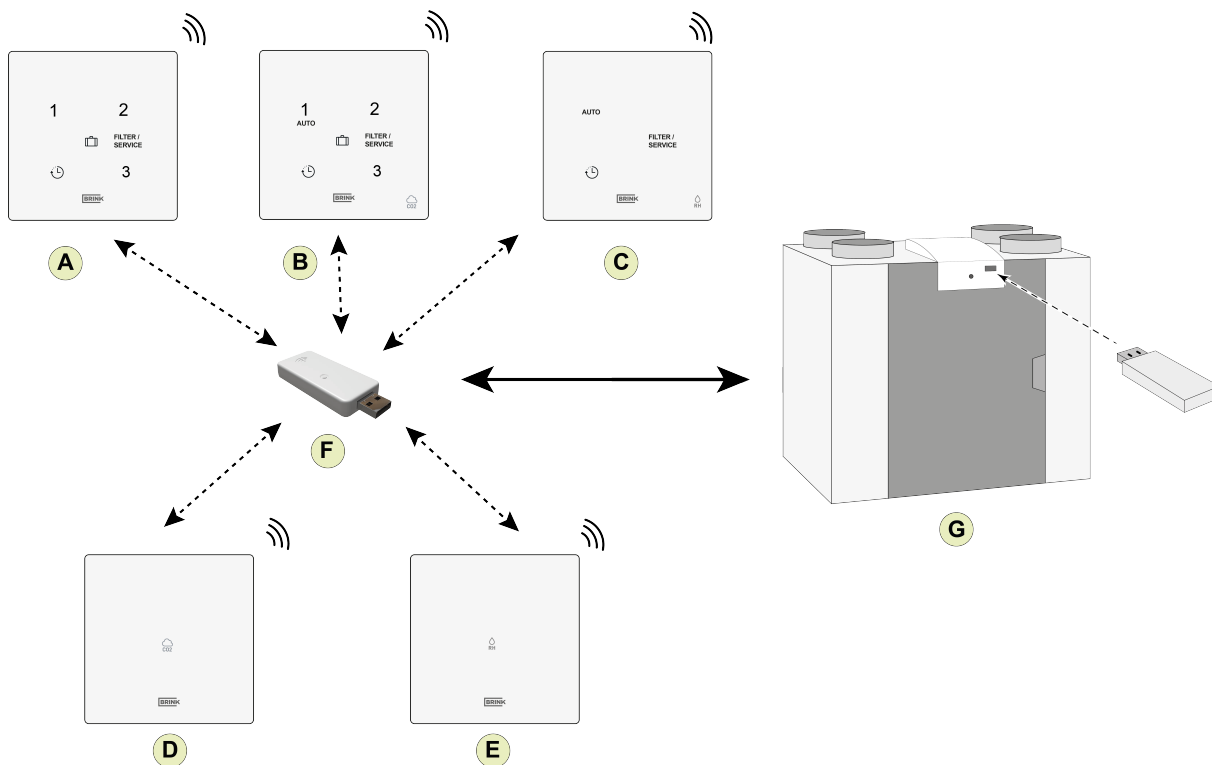 1
2
FILTER /
SERVICE
3
BRINK
A
1
AUTO
2
FILTER /
SERVICE
3
BRINK
CO2
B
AUTO
FILTER /
SERVICE
BRINK
RH
C
F
G
CO2
BRINK
D
RH
BRINK
E